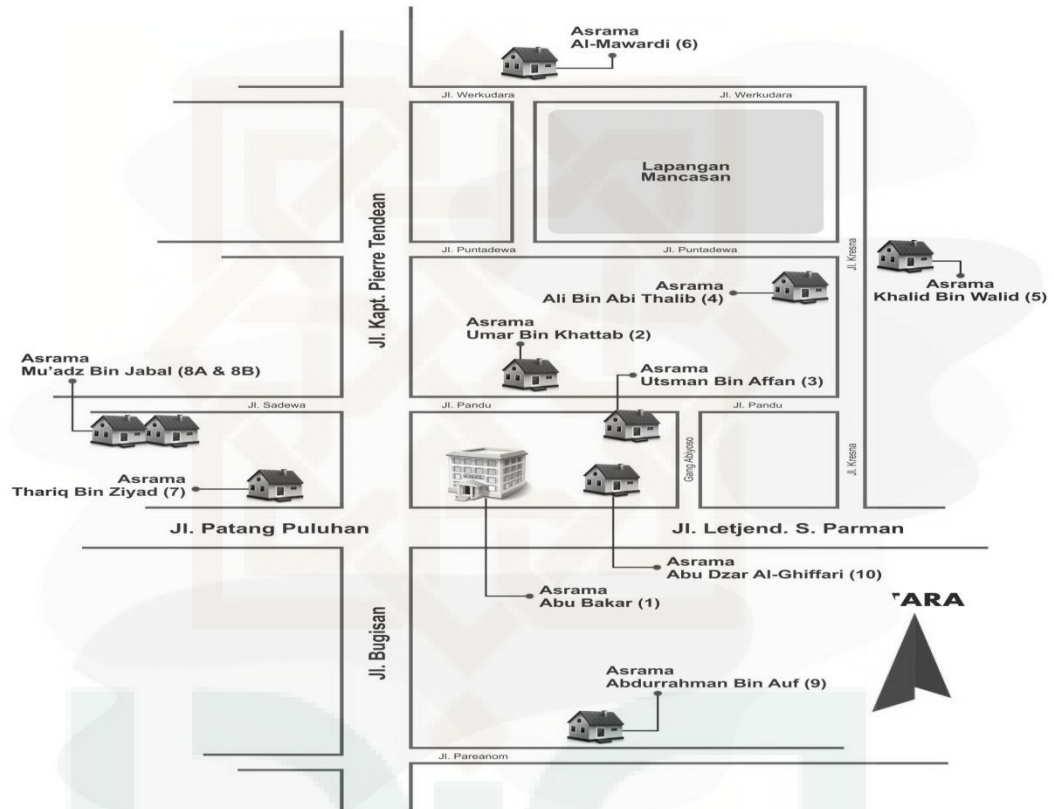 Asrama
Al-Mawardi (6)
Jl. Werkudara
Jl. Werkudara
Lapangan
Mancasan
Jl. Kapt. Pierre Tendean
Jl. Puntadewa
Jl. Puntadewa
Jl. Kresna
Asrama
Khalid Bin Walid (5)
Asrama
Ali Bin Abi Thalib (4)
Asrama
Umar Bin Khattab (2)
Asrama
Utsman Bin Affan (3)
Asrama
Mu'adz Bin Jabal (8A & 8B)
Jl. Sadewa
Jl. Pandu
Jl. Pandu
Gang Abiyoso
Jl. Kresna
SCHOOL
Asrama
Thariq Bin Ziyad (7)
Jl. Patang Puluhan
Jl. Letjend. S. Parman
Asrama
Abu Dzar Al-Ghiffari (10)
Asrama
Abu Bakar (1)
TARA
Jl. Bugisan
Asrama
Abdurrahman Bin Auf (9)
Jl. Pareanom